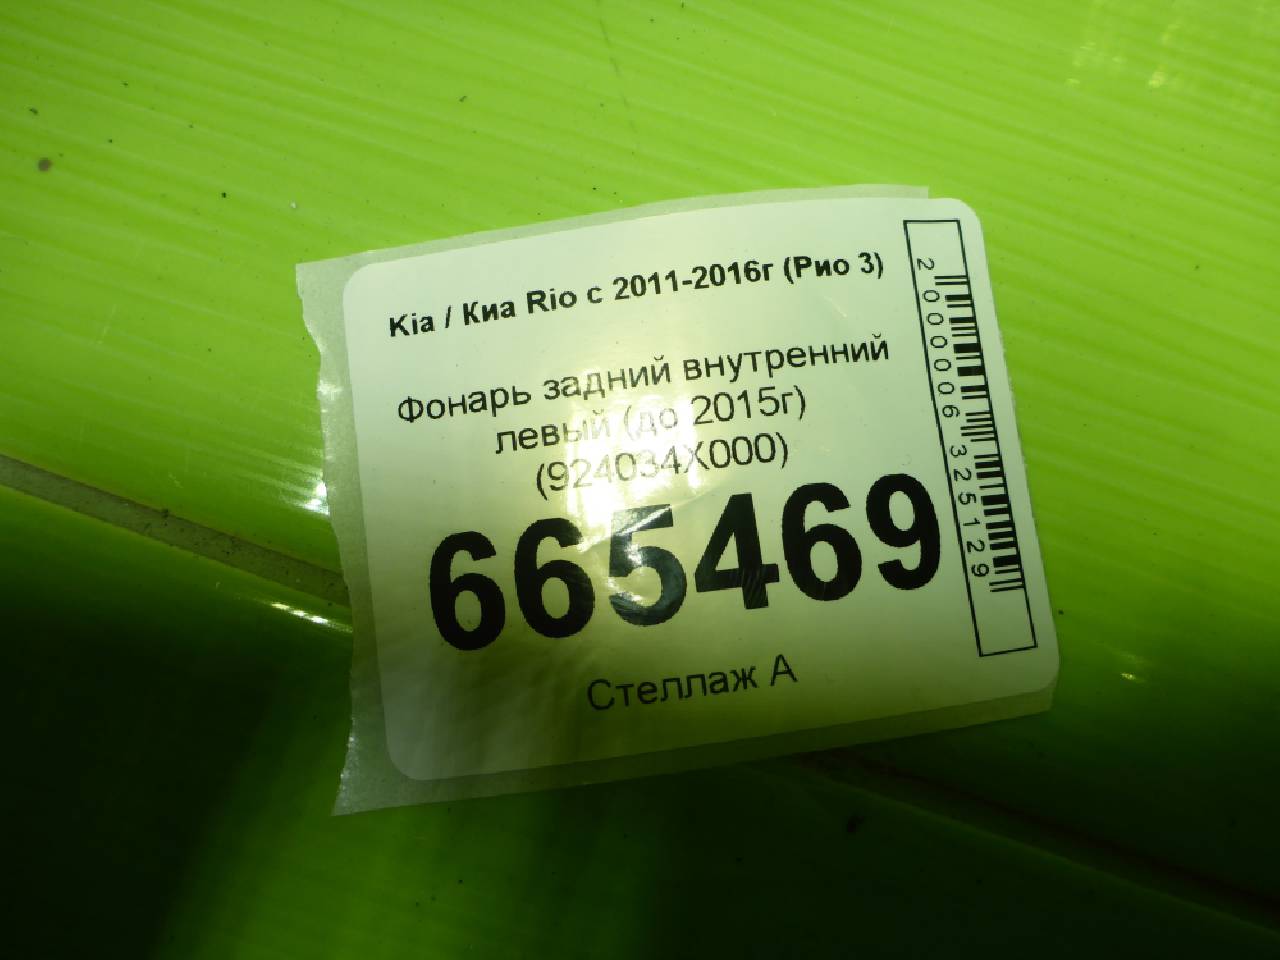 Kia / Киа Rio с 2011-2016г (Рио 3)
Фонарь задний внутренний
левый (до 2015г)
(924034X000)
665469
Стеллаж А
2000006325129